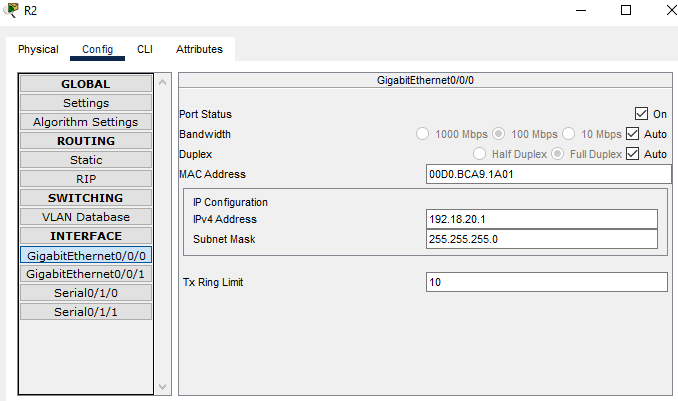 R2
Physical Config CLI Attributes
GLOBAL
Settings
Algorithm Settings
ROUTING
Static
RIP
SWITCHING
VLAN Database
INTERFACE
GigabitEthernet0/0/0
GigabitEthernet0/0/1
Serial0/1/0
Serial0/1/1
GigabitEthernet0/0/0
Port Status On
Bandwidth 1000 Mbps 100 Mbps 10 Mbps Auto
Duplex Half Duplex Full Duplex Auto
MAC Address 00D0.BCA9.1A01
IP Configuration
IPv4 Address 192.18.20.1
Subnet Mask 255.255.255.0
Tx Ring Limit 10